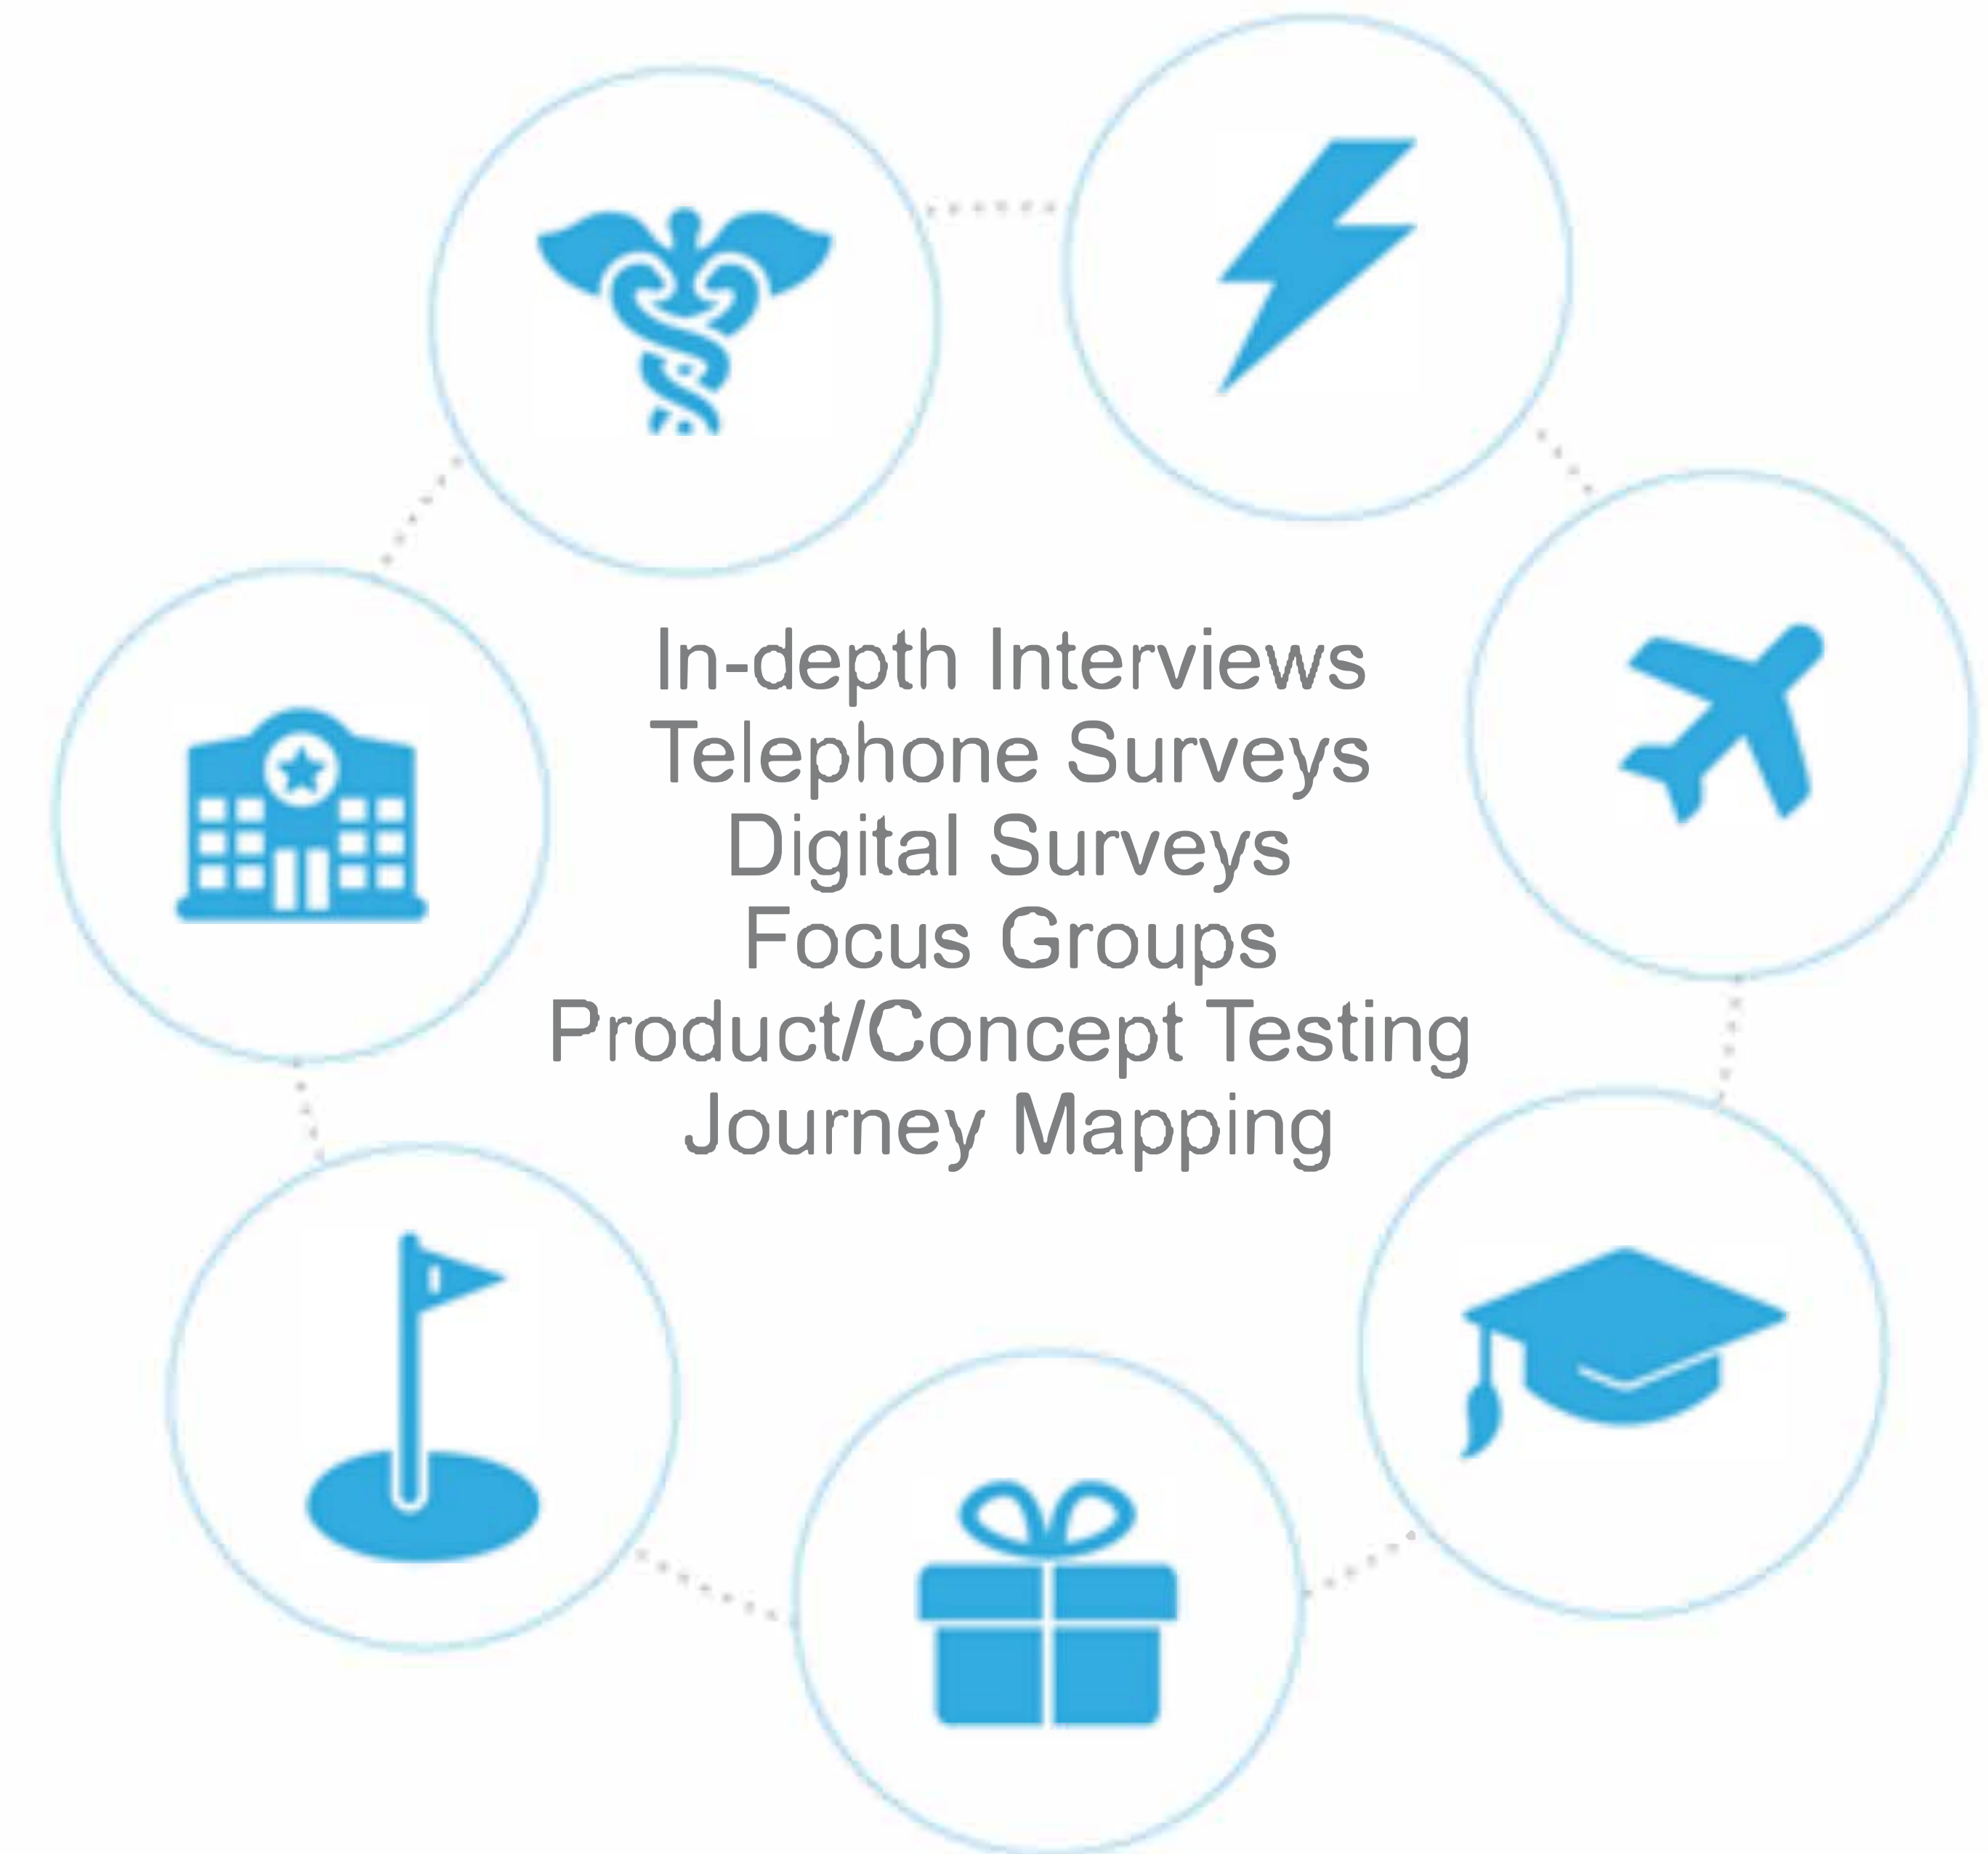 In-depth Interviews
Telephone Surveys
Digital Surveys
Focus Groups
Product/Concept Testing
Journey Mapping